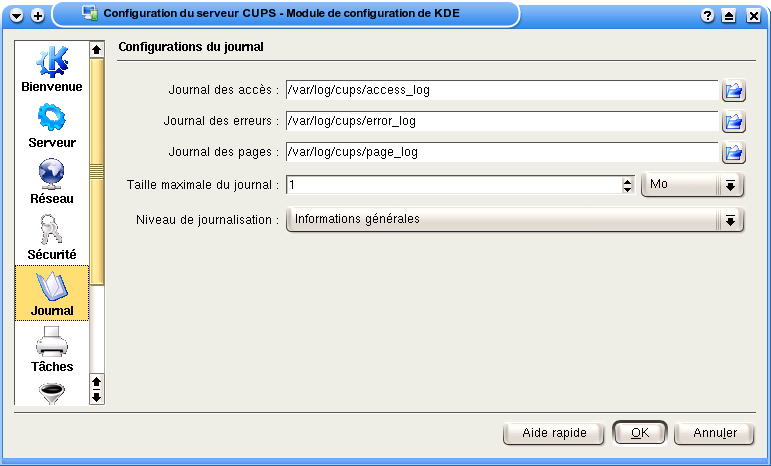 Configuration du serveur CUPS - Module de configuration de KDE
Bienvenue
Serveur
Réseau
Sécurité
Journal
Tâches
Configurations du journal
Journal des accès : /var/log/cups/access_log
Journal des erreurs : /var/log/cups/error_log
Journal des pages : /var/log/cups/page_log
Taille maximale du journal : 1 Mo
Niveau de journalisation : Informations générales
Aide rapide OK Annuler